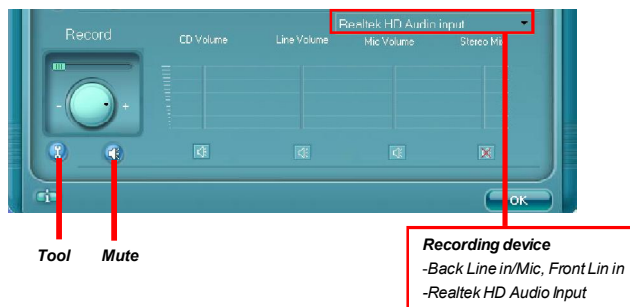 Realtek HD Audio input
Record
CD Volume
Line Volume
Mic Volume
Stereo Mix
- +
i
OK
Tool
Mute
Recording device
-Back Line in/Mic, Front Lin in
-Realtek HD Audio Input